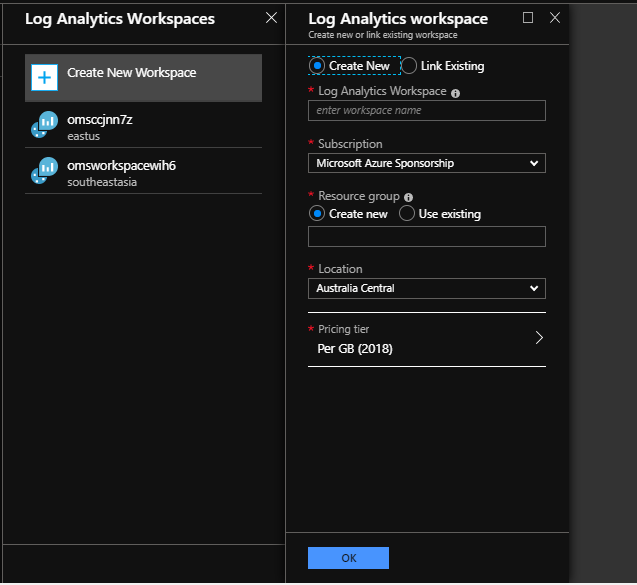 Log Analytics Workspaces
Create New Workspace
omsccjnn7z
eastus
omsworkspacewih6
southeastasia
Log Analytics workspace
Create new or link existing workspace
Create New Link Existing
* Log Analytics Workspace
enter workspace name
* Subscription
Microsoft Azure Sponsorship
* Resource group
Create new Use existing
* Location
Australia Central
* Pricing tier
Per GB (2018)
OK